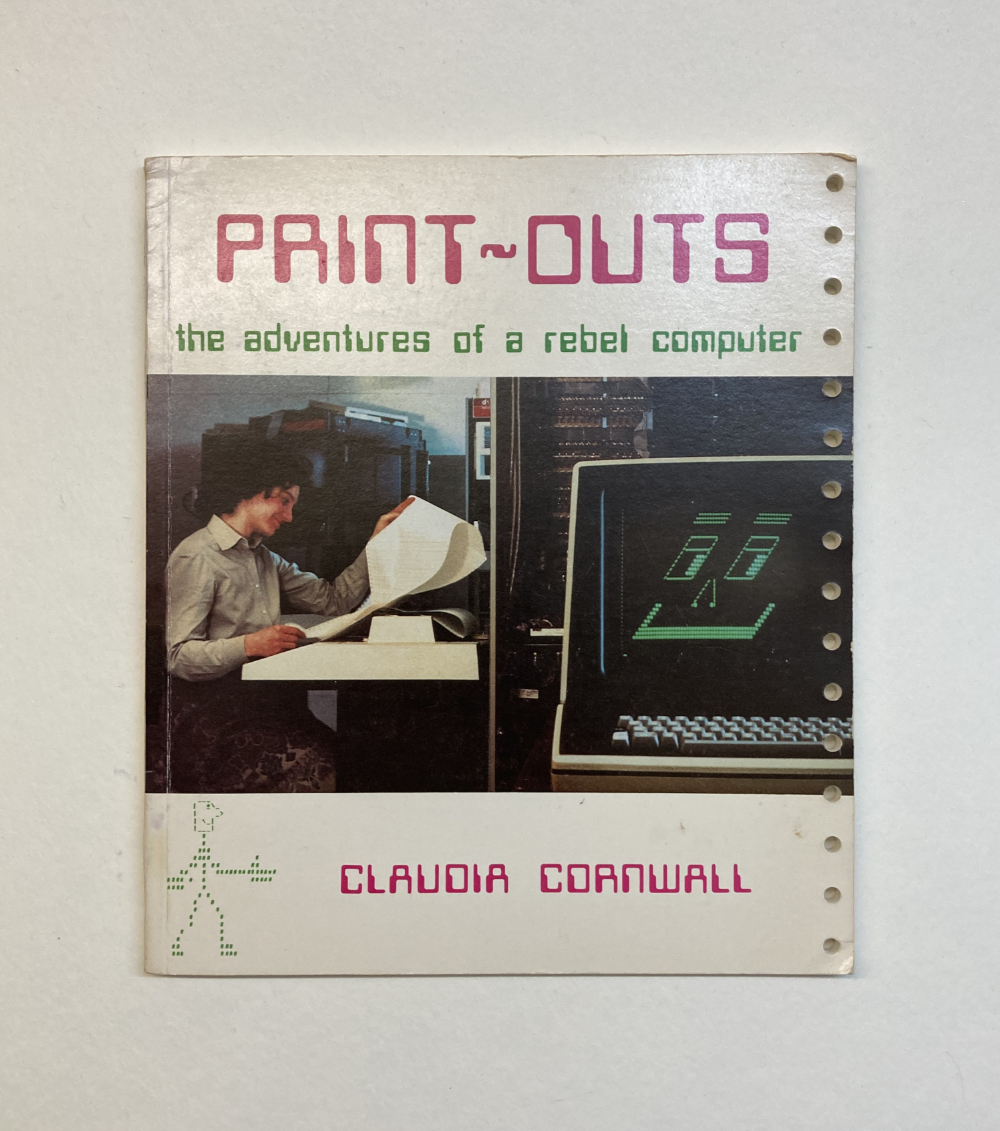 PRINT~OUTS
the adventures of a rebel computer
CLAUDIA CORNWALL